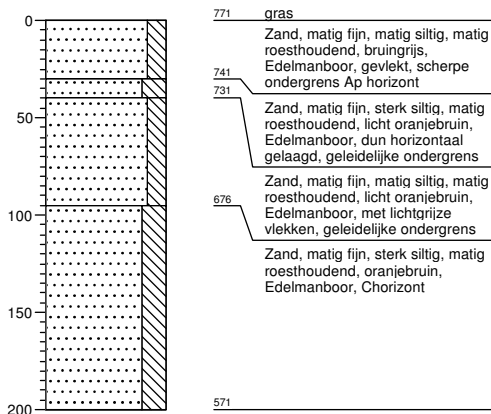 0
50
100
150
200
771
gras
Zand, matig fijn, matig siltig, matig
roesthoudend, bruingrijs,
Edelmanboor, gevlekt, scherpe
ondergrens Ap horizont
741
731
Zand, matig fijn, sterk siltig, matig
roesthoudend, licht oranjebruin,
Edelmanboor, dun horizontaal
gelaagd, geleidelijke ondergrens
676
Zand, matig fijn, matig siltig, matig
roesthoudend, licht oranjebruin,
Edelmanboor, met lichtgrijze
vlekken, geleidelijke ondergrens
Zand, matig fijn, sterk siltig, matig
roesthoudend, oranjebruin,
Edelmanboor, Chorizont
571